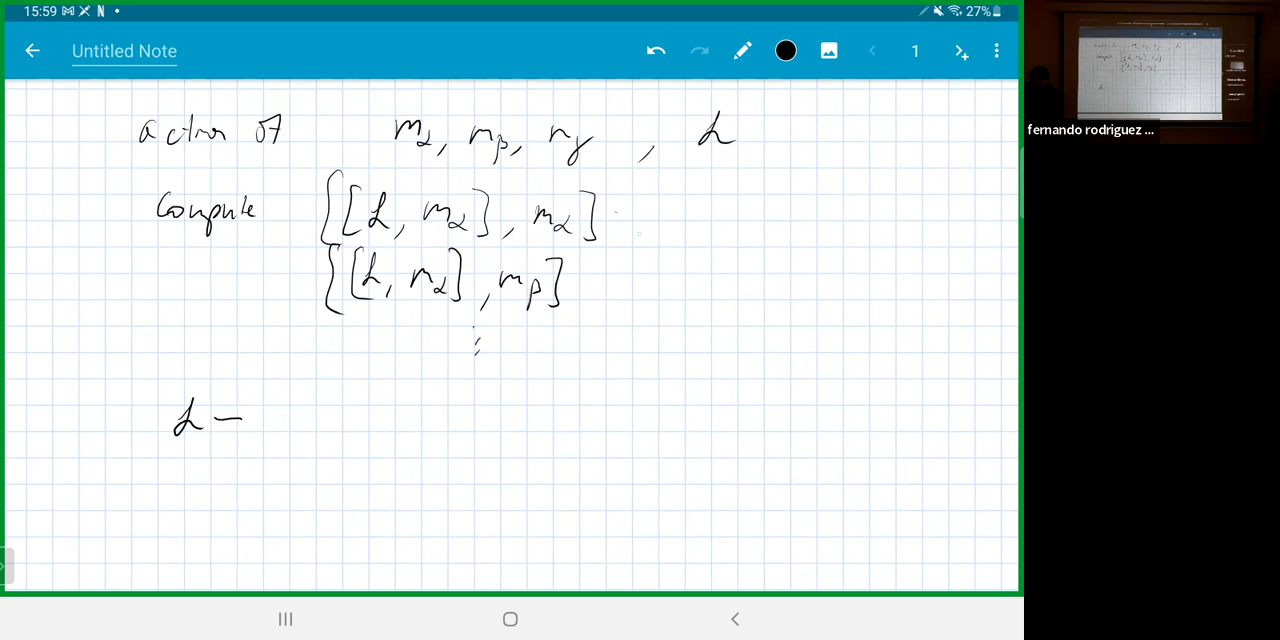 15:59 27%
Untitled Note 1
action of m_α, m_β, m_γ , h
Compute {[h, m_α], m_α]
{[h, m_α], m_β]
⋮
h –
fernando rodriguez ...